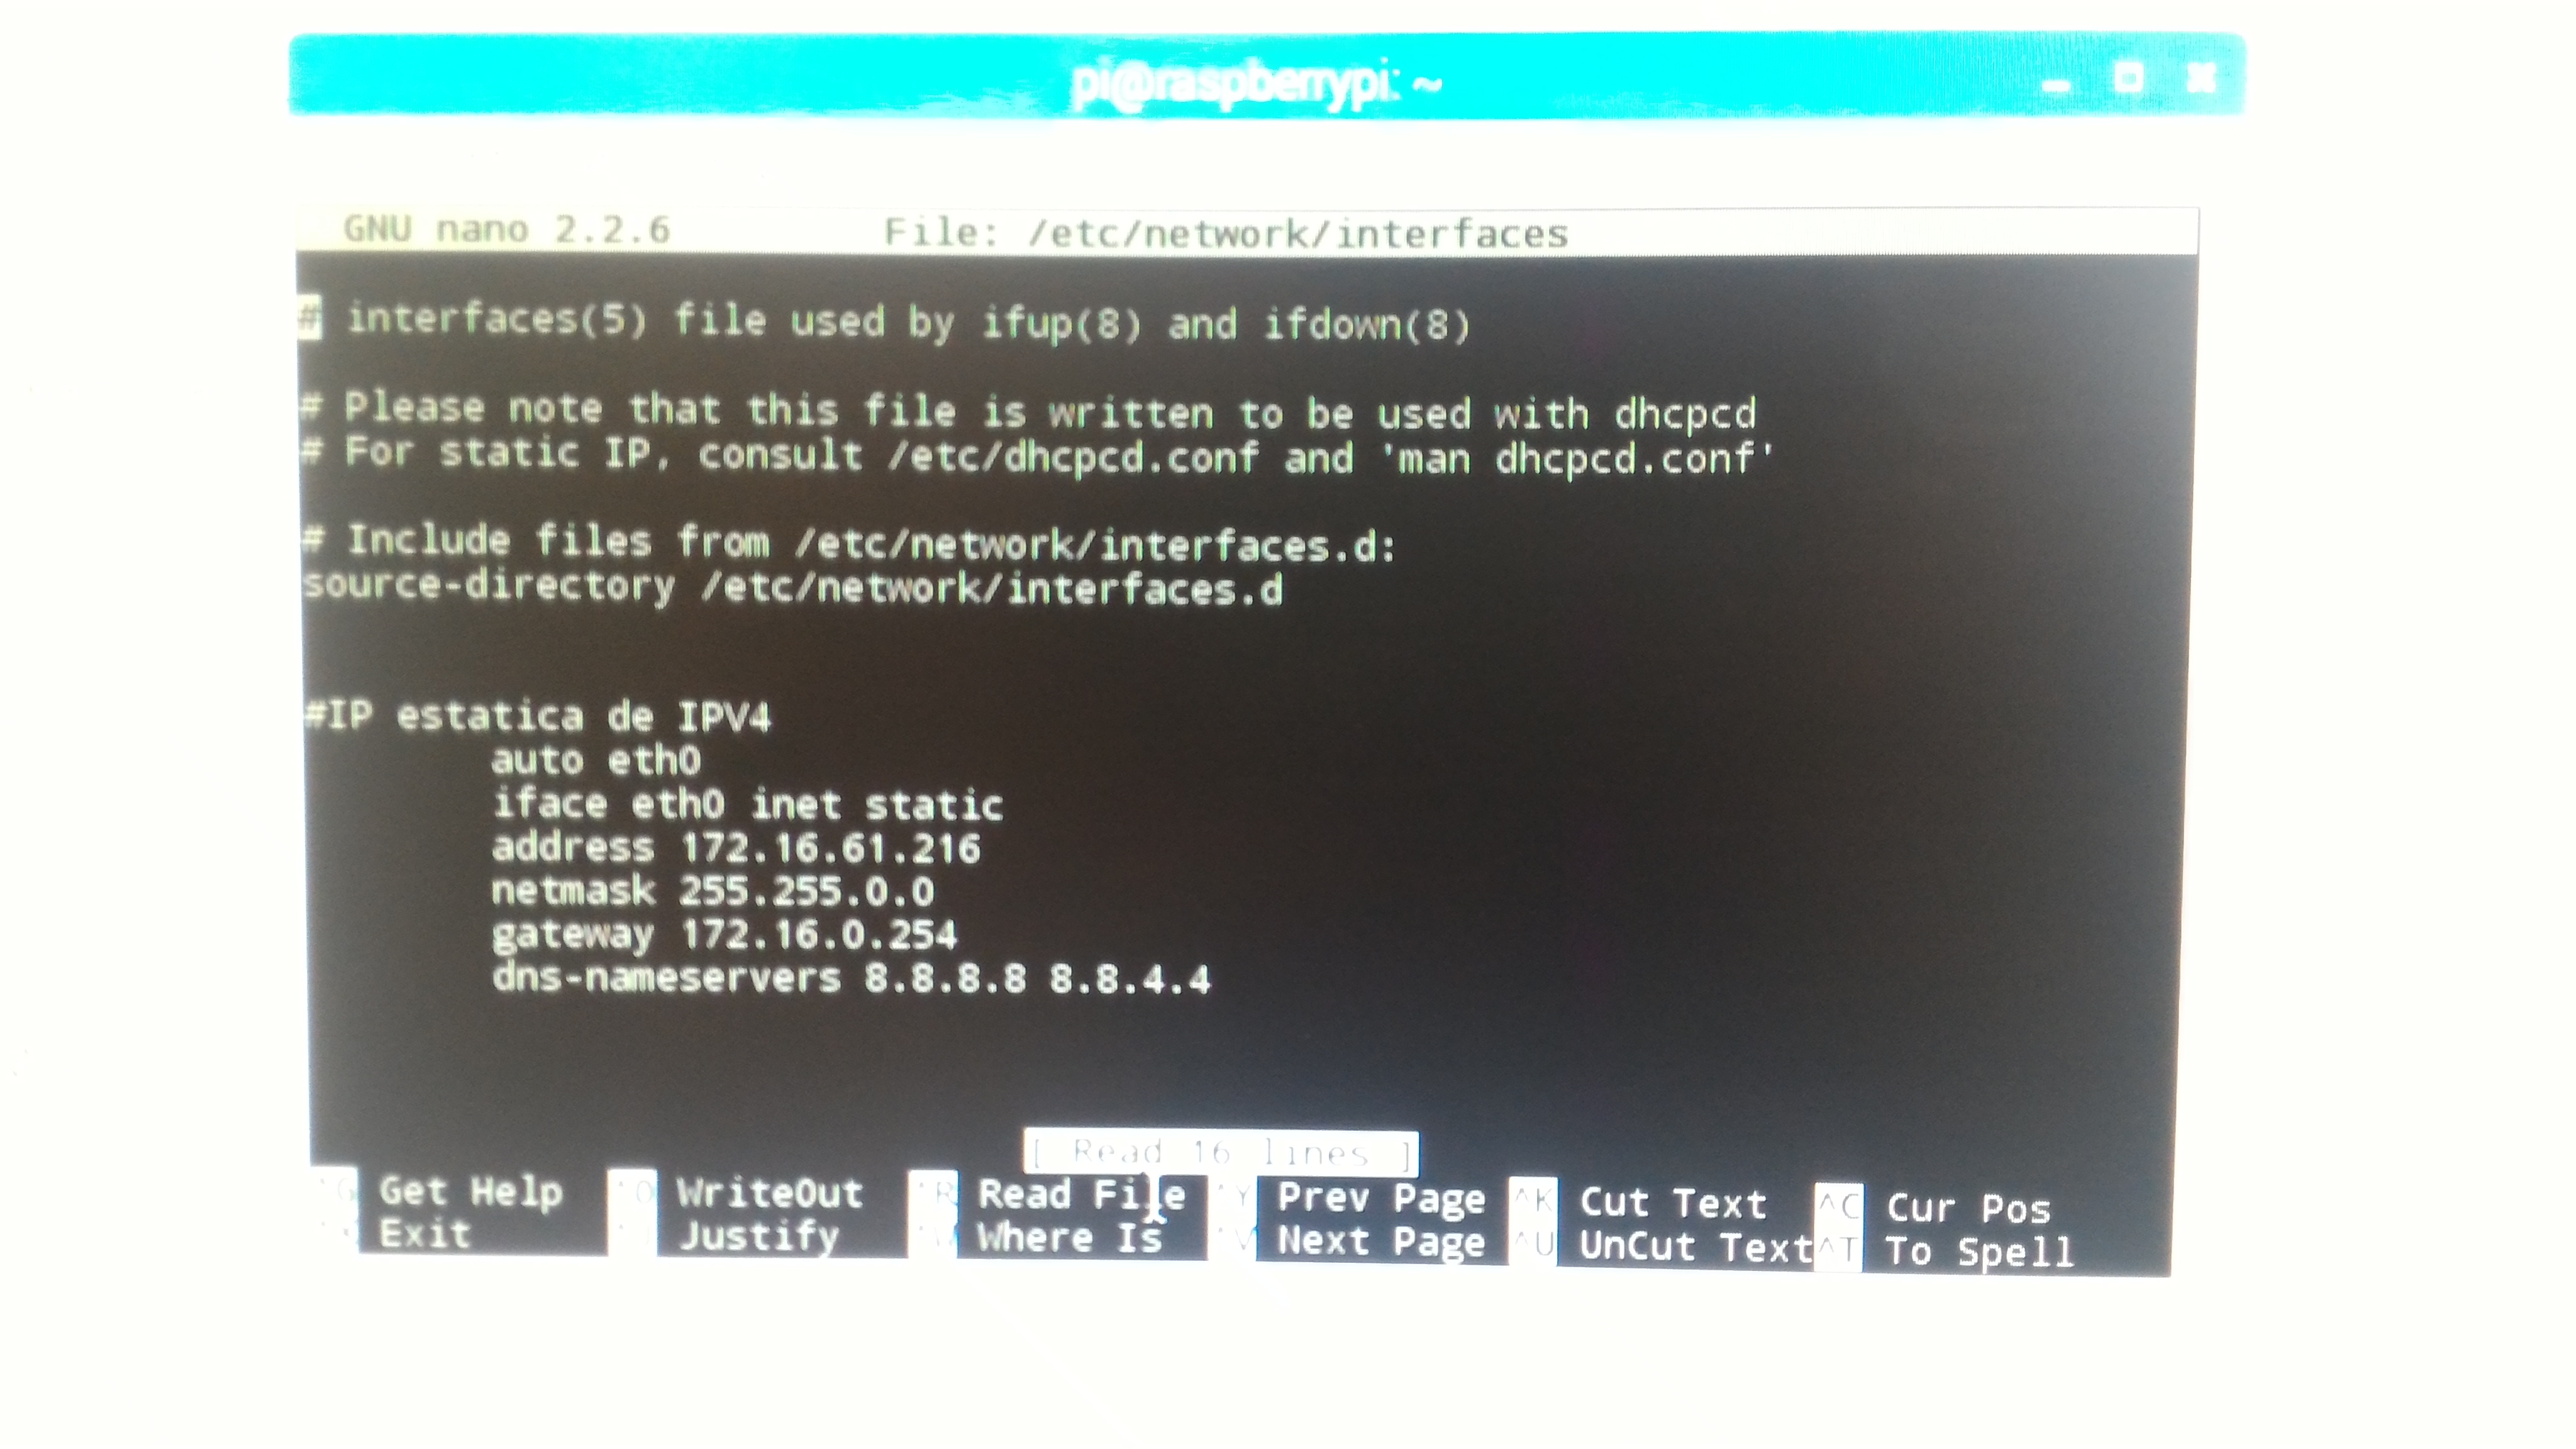 pi@raspberrypi: ~
GNU nano 2.2.6 File: /etc/network/interfaces
# interfaces(5) file used by ifup(8) and ifdown(8)
# Please note that this file is written to be used with dhcpcd
# For static IP, consult /etc/dhcpcd.conf and 'man dhcpcd.conf'
# Include files from /etc/network/interfaces.d:
source-directory /etc/network/interfaces.d
#IP estatica de IPV4
auto eth0
iface eth0 inet static
address 172.16.61.216
netmask 255.255.0.0
gateway 172.16.0.254
dns-nameservers 8.8.8.8 8.8.4.4
[ Read 16 lines ]
^G Get Help ^O WriteOut ^R Read File ^Y Prev Page ^K Cut Text ^C Cur Pos
Exit Justify Where Is ^V Next Page ^U UnCut Text ^T To Spell